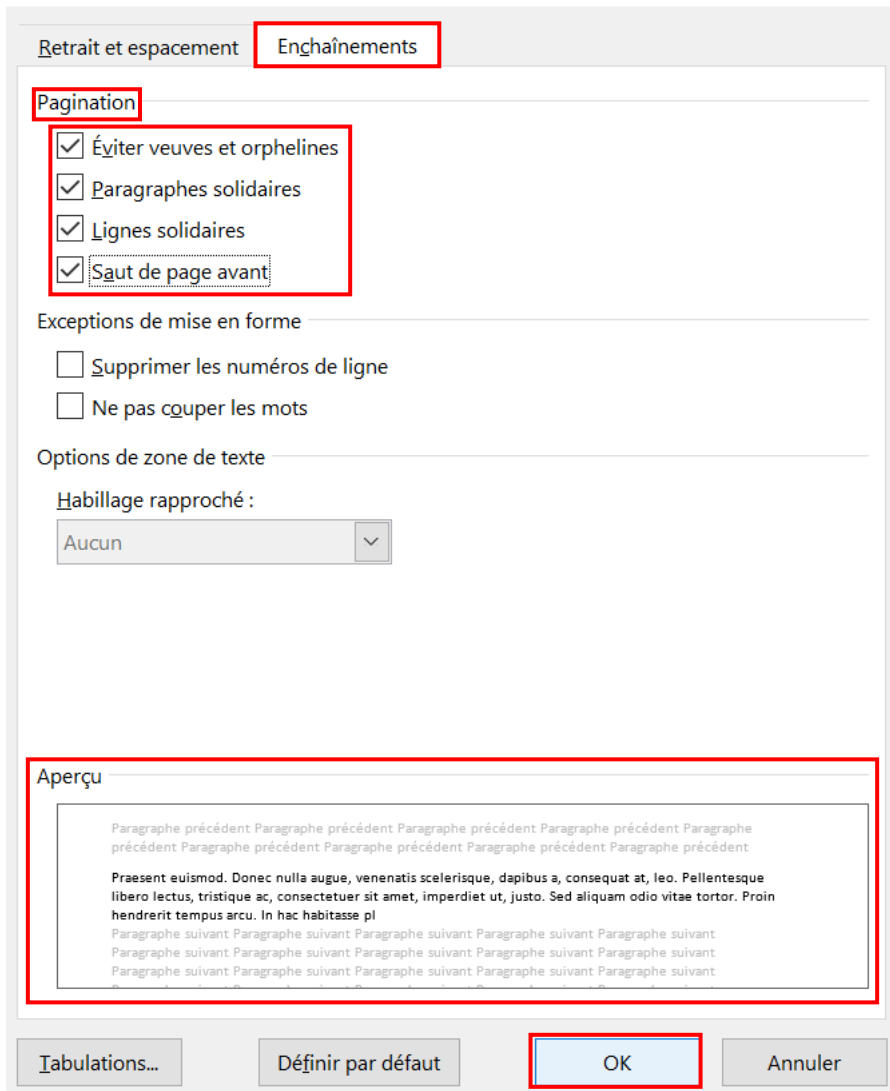 Retrait et espacement Enchaînements
Pagination
Éviter veuves et orphelines
Paragraphes solidaires
Lignes solidaires
Saut de page avant
Exceptions de mise en forme
Supprimer les numéros de ligne
Ne pas couper les mots
Options de zone de texte
Habillage rapproché :
Aucun
Aperçu
Paragraphe précédent Paragraphe précédent Paragraphe précédent Paragraphe précédent Paragraphe
précédent Paragraphe précédent Paragraphe précédent Paragraphe précédent Paragraphe précédent
Praesent euismod. Donec nulla augue, venenatis scelerisque, dapibus a, consequat at, leo. Pellentesque
libero lectus, tristique ac, consectetuer sit amet, imperdiet ut, justo. Sed aliquam odio vitae tortor. Proin
hendrerit tempus arcu. In hac habitasse pl
Paragraphe suivant Paragraphe suivant Paragraphe suivant Paragraphe suivant Paragraphe suivant
Paragraphe suivant Paragraphe suivant Paragraphe suivant Paragraphe suivant Paragraphe suivant
Paragraphe suivant Paragraphe suivant Paragraphe suivant Paragraphe suivant Paragraphe suivant
Tabulations... Définir par défaut OK Annuler